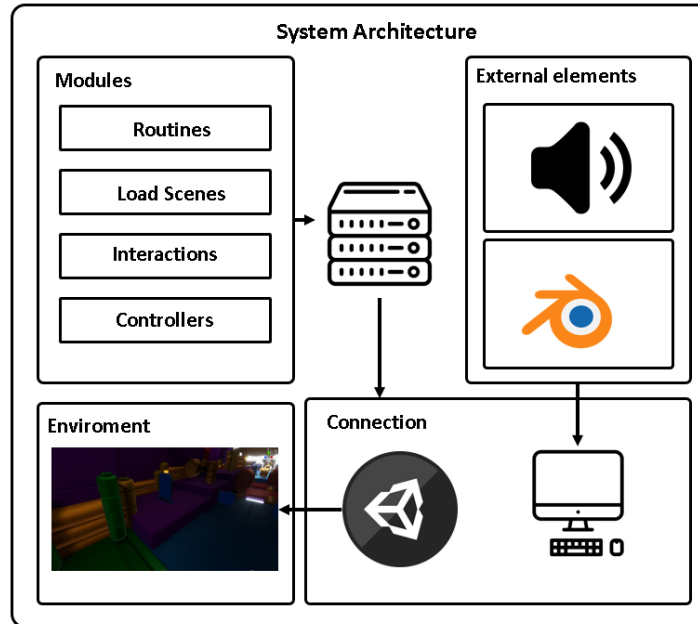 System Architecture
Modules
Routines
Load Scenes
Interactions
Controllers
External elements
Enviroment
Connection